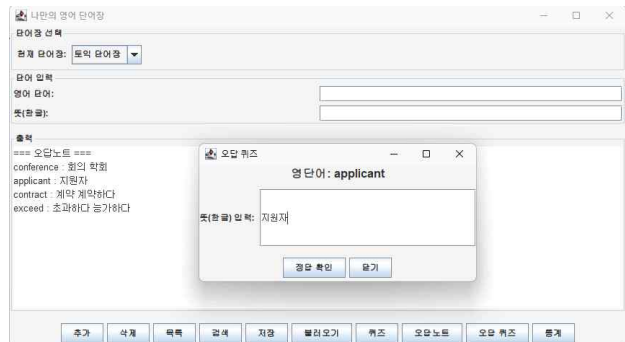 나만의 영어 단어장
단어장 선택
현재 단어장: 토익 단어장
단어 입력
영어 단어:
뜻(한글):
출력
=== 오답노트 ===
conference : 회의 학회
applicant : 지원자
contract : 계약 계약하다
exceed : 초과하다 능가하다
오답 퀴즈
영단어: applicant
뜻(한글) 입력: 지원자
정답 확인 닫기
추가 삭제 목록 검색 저장 불러오기 퀴즈 오답노트 오답 퀴즈 통계